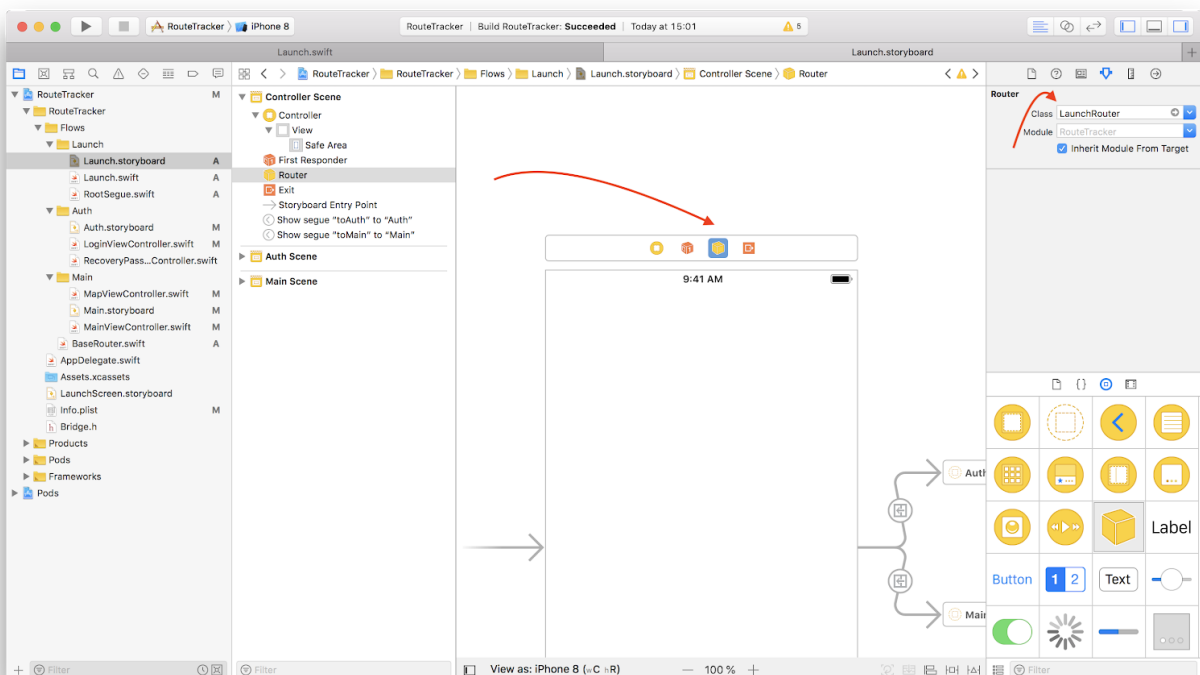 RouteTracker iPhone 8
RouteTracker Build RouteTracker: Succeeded Today at 15:01 5
Launch.swift
Launch.storyboard
RouteTracker RouteTracker Flows Launch Launch.storyboard Controller Scene Router
RouteTracker M
RouteTracker
Flows
Launch
Launch.storyboard A
Launch.swift A
RootSegue.swift A
Auth
Auth.storyboard M
LoginViewController.swift M
RecoveryPass...Controller.swift
Main
MapViewController.swift M
Main.storyboard M
MainViewController.swift M
BaseRouter.swift A
AppDelegate.swift
Assets.xcassets
LaunchScreen.storyboard
Info.plist M
Bridge.h
Products
Pods
Frameworks
Pods
Filter
Controller Scene
Controller
View
Safe Area
First Responder
Router
Exit
Storyboard Entry Point
Show segue "toAuth" to "Auth"
Show segue "toMain" to "Main"
Auth Scene
Main Scene
Filter
9:41 AM
Auth
Main
View as: iPhone 8 (wC hR)
100 %
Router
Class LaunchRouter
Module RouteTracker
Inherit Module From Target
Label
Button
1 2
Text
Filter